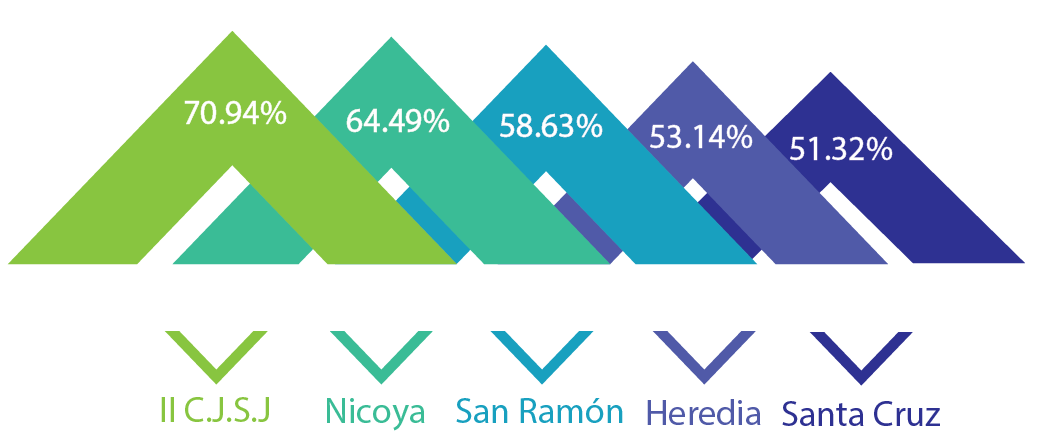 70.94%
64.49%
58.63%
53.14%
51.32%
II C.J.S.J
Nicoya
San Ramón
Heredia
Santa Cruz